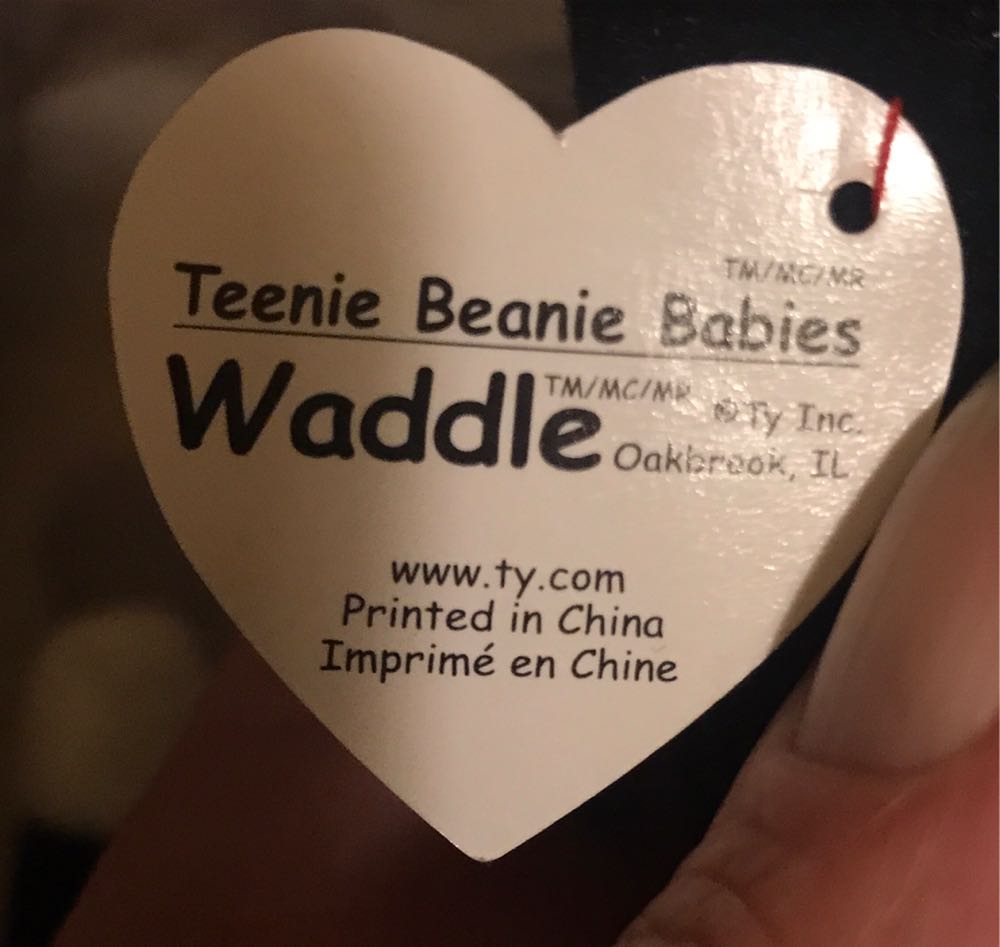 TM/MC/MR
Teenie Beanie Babies
Waddle TM/MC/MR © Ty Inc.
Oakbrook, IL
www.ty.com
Printed in China
Imprimé en Chine